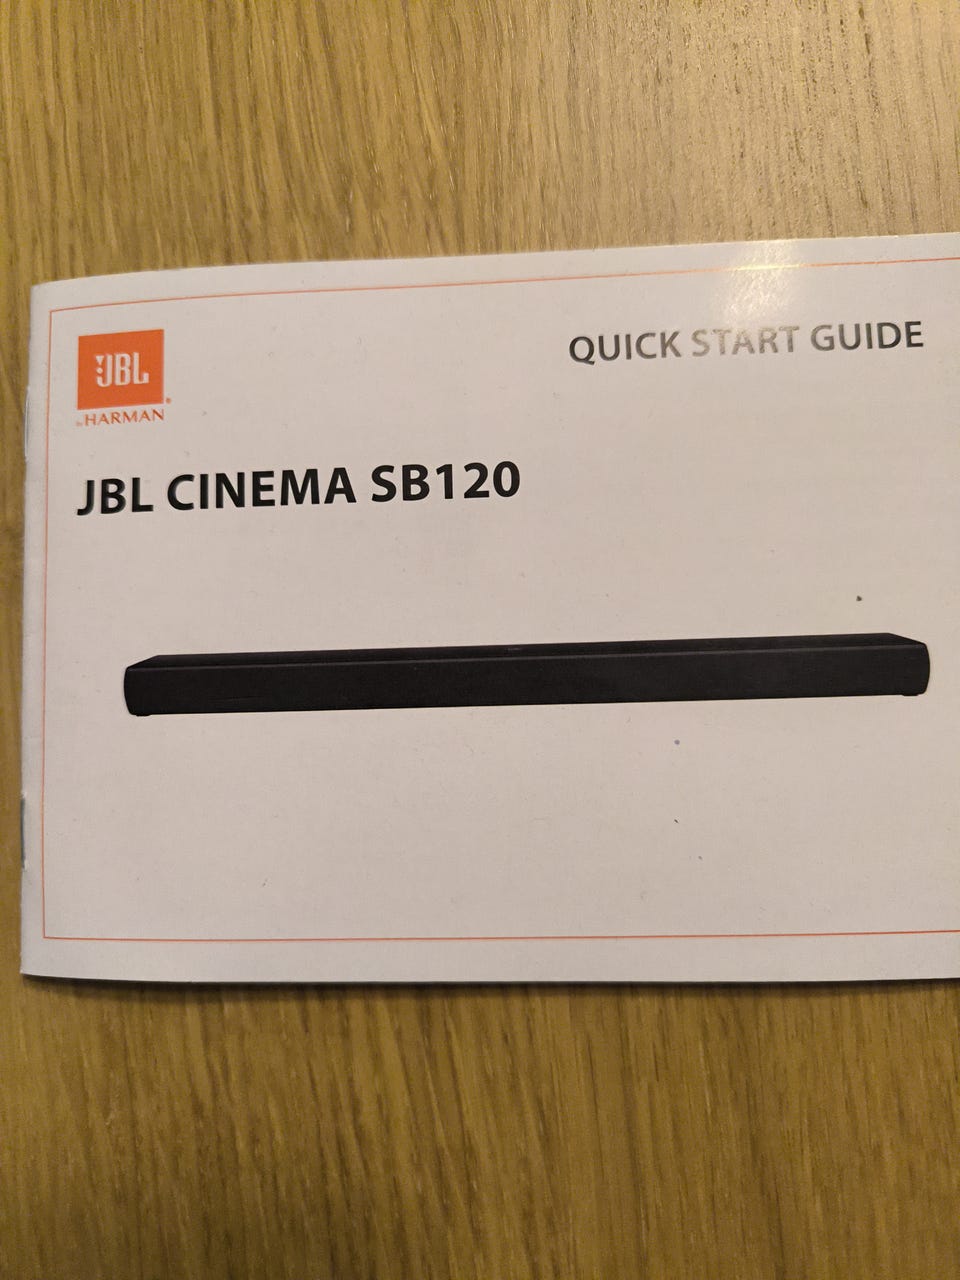 JBL
by HARMAN
QUICK START GUIDE
JBL CINEMA SB120